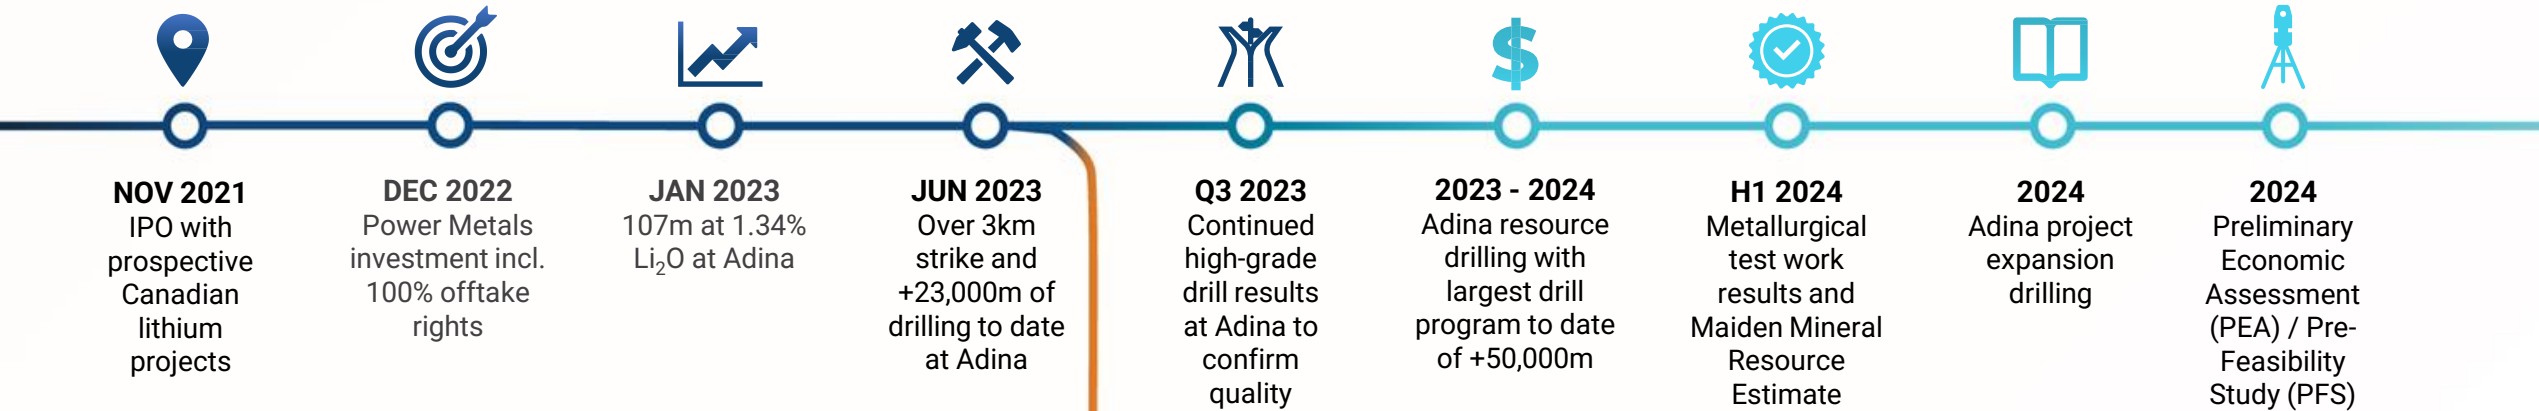 NOV 2021
IPO with
prospective
Canadian
lithium
projects
DEC 2022
Power Metals
investment incl.
100% offtake
rights
JAN 2023
107m at 1.34%
Li₂O at Adina
JUN 2023
Over 3km
strike and
+23,000m of
drilling to date
at Adina
Q3 2023
Continued
high-grade
drill results
at Adina to
confirm
quality
2023 - 2024
Adina resource
drilling with
largest drill
program to date
of +50,000m
H1 2024
Metallurgical
test work
results and
Maiden Mineral
Resource
Estimate
2024
Adina project
expansion
drilling
2024
Preliminary
Economic
Assessment
(PEA) / Pre-
Feasibility
Study (PFS)